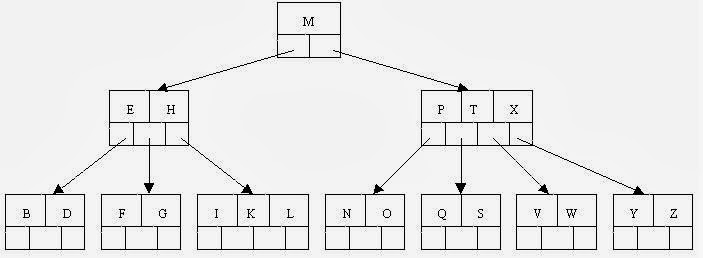 M
E H P T X
B D F G I K L N O Q S V W Y Z